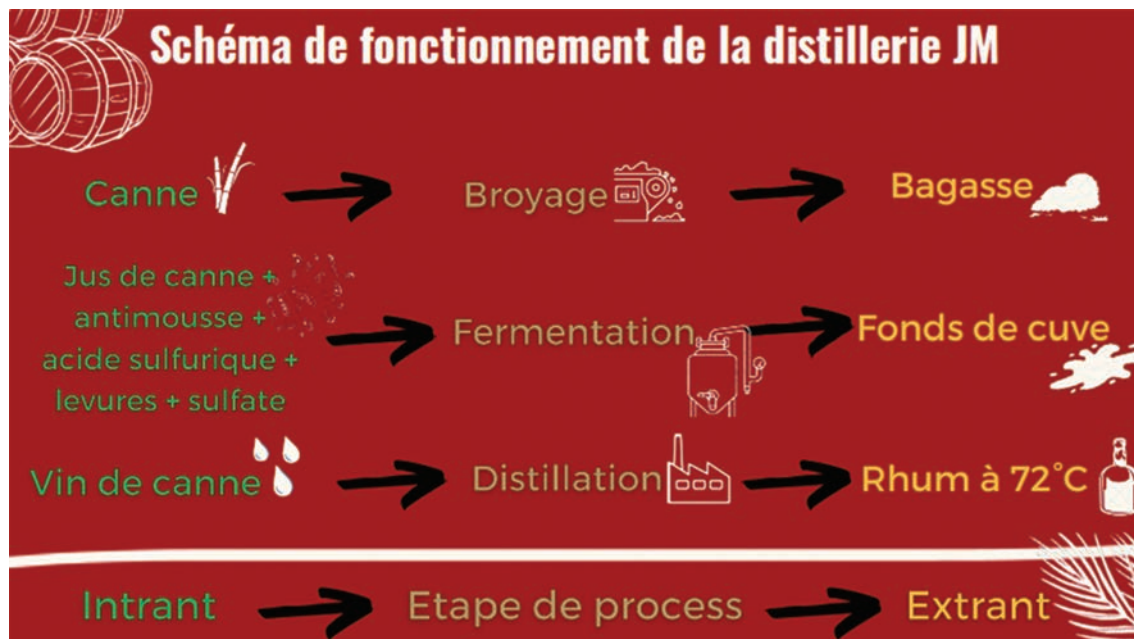 Schéma de fonctionnement de la distillerie JM
Canne
Broyage
Bagasse
Jus de canne +
antimousse +
acide sulfurique +
levures + sulfate
Fermentation
Fonds de cuve
Vin de canne
Distillation
Rhum à 72°C
Intrant
Etape de process
Extrant